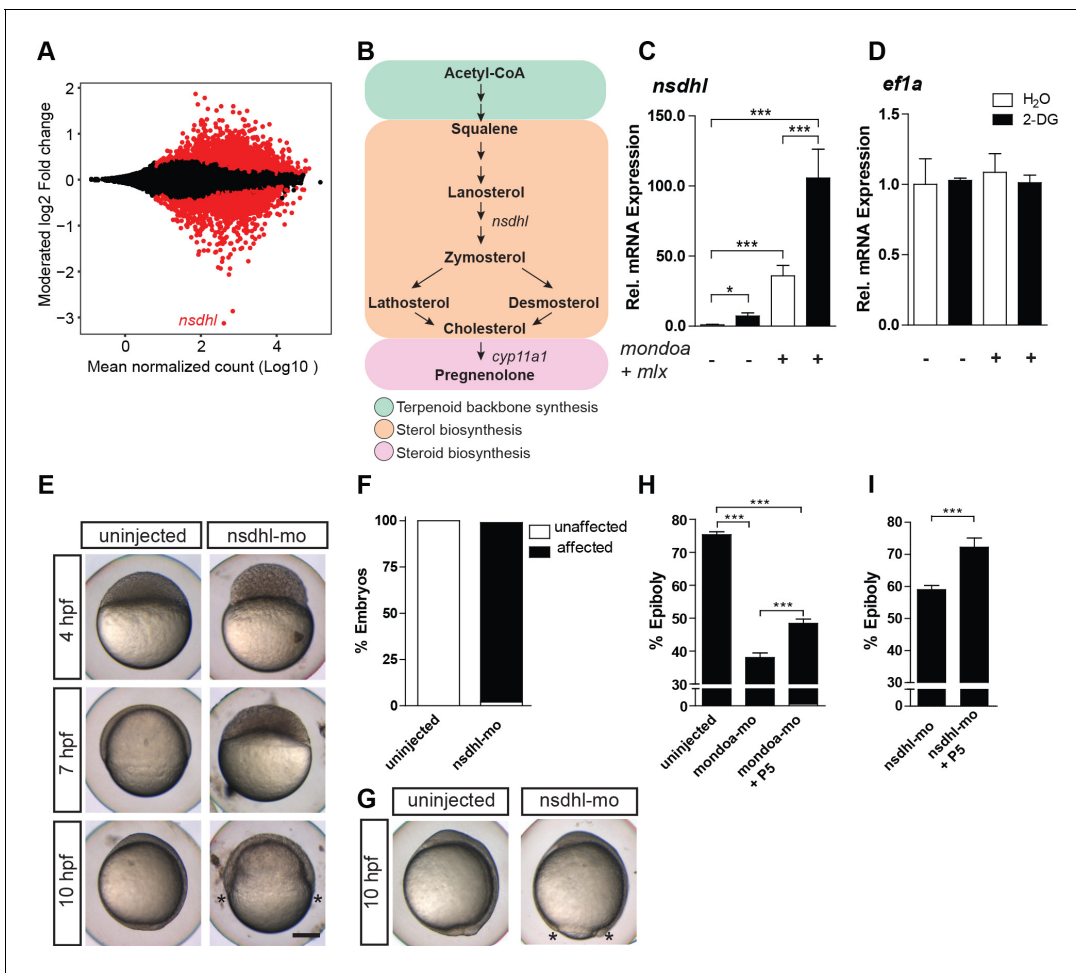 A
Moderated log2 Fold change
2
1
0
−1
−2
−3
nsdhl
0
2
4
Mean normalized count (Log10 )
B
Acetyl-CoA
Squalene
Lanosterol
nsdhl
Zymosterol
Lathosterol
Desmosterol
Cholesterol
cyp11a1
Pregnenolone
Terpenoid backbone synthesis
Sterol biosynthesis
Steroid biosynthesis
C
nsdhl
Rel. mRNA Expression
150.0
100.0
50.0
0.0
***
***
***
*
mondoa
+ mlx
- - + +
D
ef1a
H2O
2-DG
Rel. mRNA Expression
1.5
1.0
0.5
0.0
- - + +
E
uninjected
nsdhl-mo
4 hpf
7 hpf
10 hpf
* *
F
% Embryos
100
75
50
25
0
unaffected
affected
uninjected
nsdhl-mo
G
uninjected
nsdhl-mo
10 hpf
* *
H
% Epiboly
80
70
60
50
40
30
0
***
***
***
uninjected
mondoa-mo
mondoa-mo
+ P5
I
% Epiboly
80
70
60
50
40
30
0
***
nsdhl-mo
nsdhl-mo
+ P5